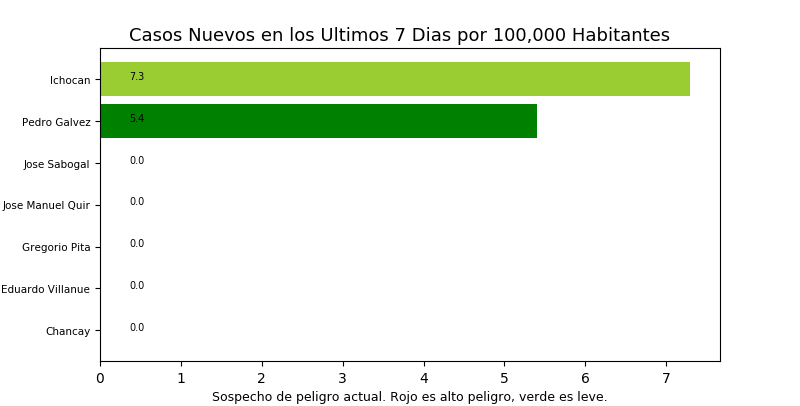 Casos Nuevos en los Ultimos 7 Dias por 100,000 Habitantes
Ichocan 7.3
Pedro Galvez 5.4
Jose Sabogal 0.0
Jose Manuel Quir 0.0
Gregorio Pita 0.0
Eduardo Villanue 0.0
Chancay 0.0
0 1 2 3 4 5 6 7
Sospecho de peligro actual. Rojo es alto peligro, verde es leve.